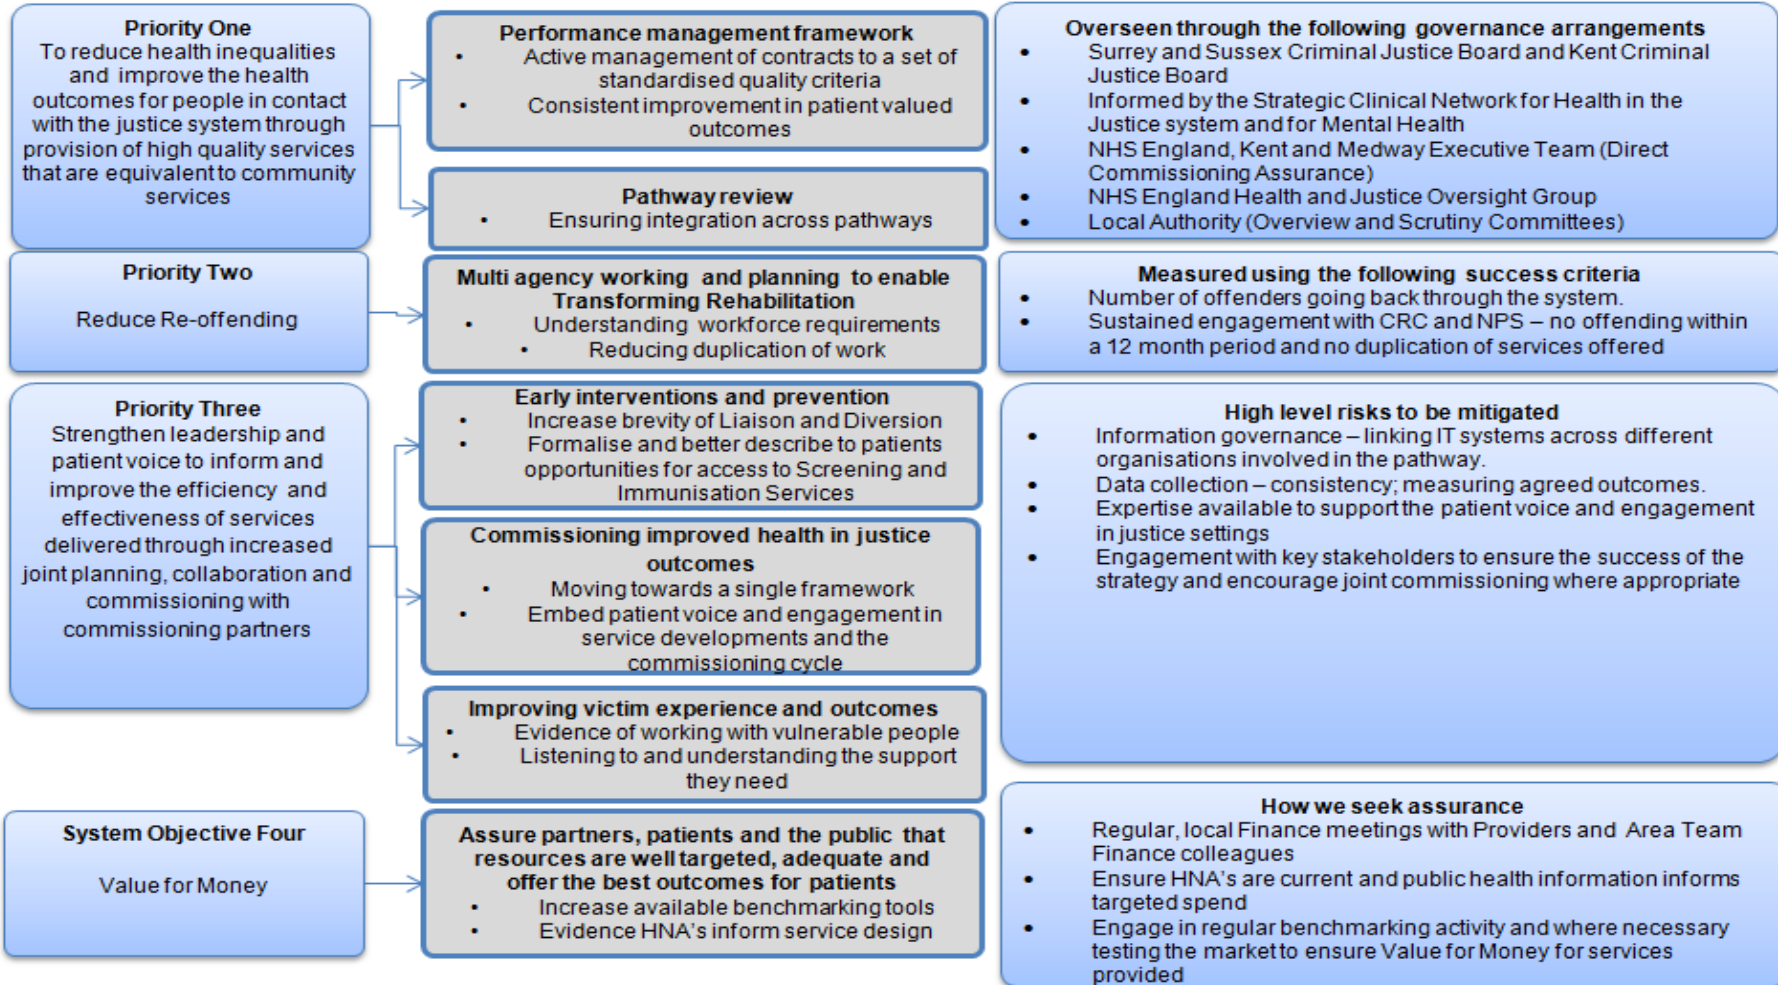 Priority One
To reduce health inequalities
and improve the health
outcomes for people in contact
with the justice system through
provision of high quality services
that are equivalent to community
services
Performance management framework
• Active management of contracts to a set of
standardised quality criteria
• Consistent improvement in patient valued
outcomes
Pathway review
• Ensuring integration across pathways
Overseen through the following governance arrangements
• Surrey and Sussex Criminal Justice Board and Kent Criminal
Justice Board
• Informed by the Strategic Clinical Network for Health in the
Justice system and for Mental Health
• NHS England, Kent and Medway Executive Team (Direct
Commissioning Assurance)
• NHS England Health and Justice Oversight Group
• Local Authority (Overview and Scrutiny Committees)
Priority Two
Reduce Re-offending
Multi agency working and planning to enable
Transforming Rehabilitation
• Understanding workforce requirements
• Reducing duplication of work
Measured using the following success criteria
• Number of offenders going back through the system.
• Sustained engagement with CRC and NPS – no offending within
a 12 month period and no duplication of services offered
Priority Three
Strengthen leadership and
patient voice to inform and
improve the efficiency and
effectiveness of services
delivered through increased
joint planning, collaboration and
commissioning with
commissioning partners
Early interventions and prevention
• Increase brevity of Liaison and Diversion
• Formalise and better describe to patients
opportunities for access to Screening and
Immunisation Services
Commissioning improved health in justice
outcomes
• Moving towards a single framework
• Embed patient voice and engagement in
service developments and the
commissioning cycle
Improving victim experience and outcomes
• Evidence of working with vulnerable people
• Listening to and understanding the support
they need
High level risks to be mitigated
• Information governance – linking IT systems across different
organisations involved in the pathway.
• Data collection – consistency; measuring agreed outcomes.
• Expertise available to support the patient voice and engagement
in justice settings
• Engagement with key stakeholders to ensure the success of the
strategy and encourage joint commissioning where appropriate
System Objective Four
Value for Money
Assure partners, patients and the public that
resources are well targeted, adequate and
offer the best outcomes for patients
• Increase available benchmarking tools
• Evidence HNA's inform service design
How we seek assurance
• Regular, local Finance meetings with Providers and Area Team
Finance colleagues
• Ensure HNA's are current and public health information informs
targeted spend
• Engage in regular benchmarking activity and where necessary
testing the market to ensure Value for Money for services
provided